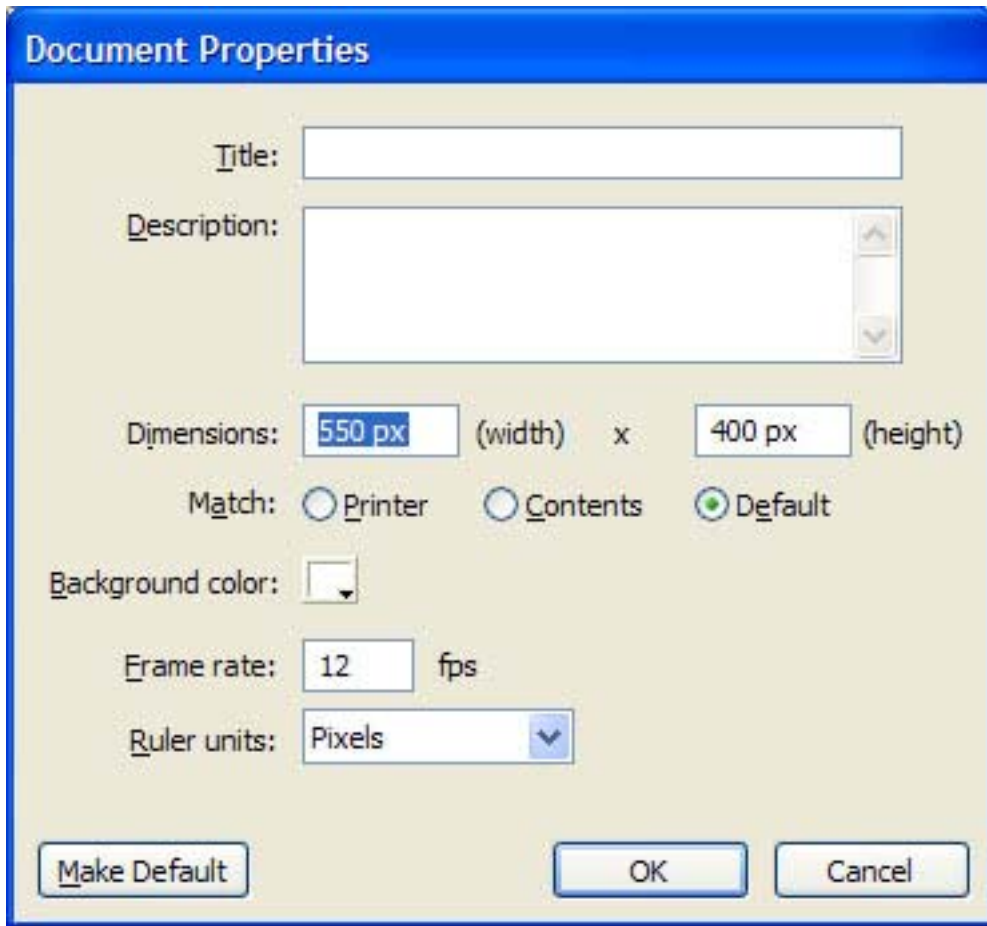 Document Properties
Title:
Description:
Dimensions: 550 px (width) x 400 px (height)
Match: Printer Contents Default
Background color:
Frame rate: 12 fps
Ruler units: Pixels
Make Default OK Cancel